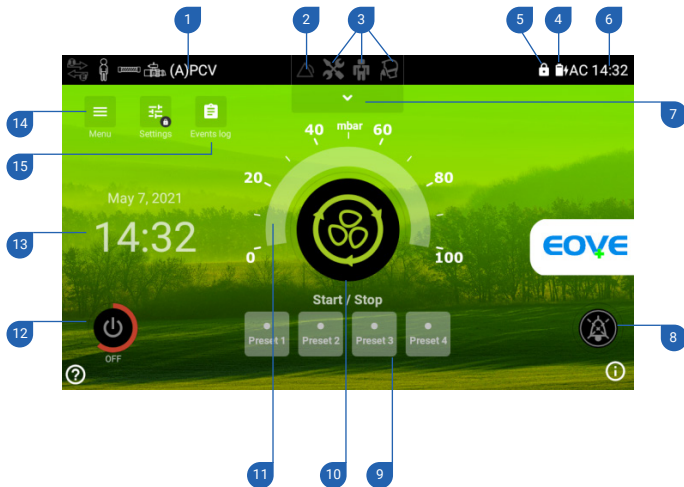 1
2
3
5
4
6
(A)PCV
AC 14:32
7
14
Menu
Settings
Events log
15
40
mbar
60
20
80
May 7, 2021
13
14:32
0
100
EOVE
Start / Stop
12
OFF
Preset 1
Preset 2
Preset 3
Preset 4
8
?
i
11
10
9